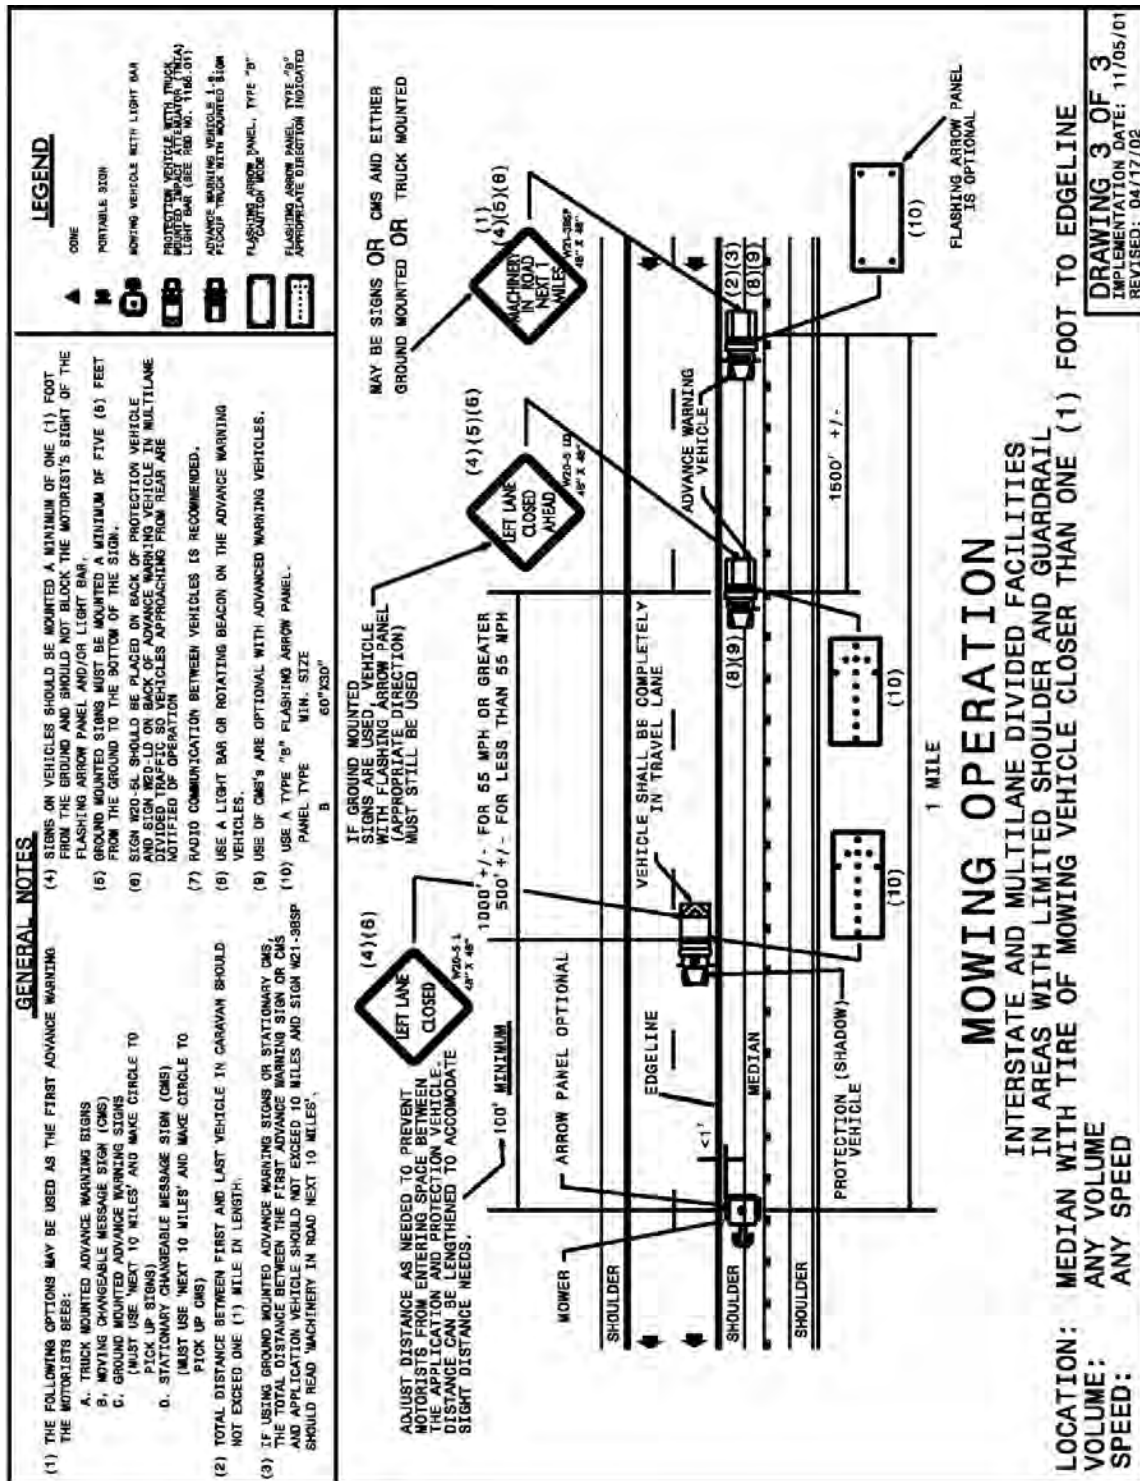 GENERAL NOTES
(1) THE FOLLOWING OPTIONS MAY BE USED AS THE FIRST ADVANCE WARNING
THE MOTORISTS SEES:
A. TRUCK MOUNTED ADVANCE WARNING SIGNS
B. MOVING CHANGEABLE MESSAGE SIGN (CMS)
C. GROUND MOUNTED ADVANCE WARNING SIGNS
(MUST USE 'NEXT 10 MILES' AND MAKE CIRCLE TO
PICK UP SIGNS)
D. STATIONARY CHANGEABLE MESSAGE SIGN (CMS)
(MUST USE 'NEXT 10 MILES' AND MAKE CIRCLE TO
PICK UP CMS)
(2) TOTAL DISTANCE BETWEEN FIRST AND LAST VEHICLE IN CARAVAN SHOULD
NOT EXCEED ONE (1) MILE IN LENGTH.
(3) IF USING GROUND MOUNTED ADVANCE WARNING SIGNS OR STATIONARY CMS,
THE TOTAL DISTANCE BETWEEN THE FIRST ADVANCE WARNING SIGN OR CMS
AND APPLICATION VEHICLE SHOULD NOT EXCEED 10 MILES AND SIGN W21-3BSP
SHOULD READ 'MACHINERY IN ROAD NEXT 10 MILES'.
(4) SIGNS ON VEHICLES SHOULD BE MOUNTED A MINIMUM OF ONE (1) FOOT
FROM THE GROUND AND SHOULD NOT BLOCK THE MOTORIST'S SIGHT OF THE
FLASHING ARROW PANEL AND/OR LIGHT BAR.
(5) GROUND MOUNTED SIGNS MUST BE MOUNTED A MINIMUM OF FIVE (5) FEET
FROM THE GROUND TO THE BOTTOM OF THE SIGN.
(6) SIGN W20-5L SHOULD BE PLACED ON BACK OF PROTECTION VEHICLE
AND SIGN W20-LD ON BACK OF ADVANCE WARNING VEHICLE IN MULTILANE
DIVIDED TRAFFIC SO VEHICLES APPROACHING FROM REAR ARE
NOTIFIED OF OPERATION
(7) RADIO COMMUNICATION BETWEEN VEHICLES IS RECOMMENDED.
(8) USE A LIGHT BAR OR ROTATING BEACON ON THE ADVANCE WARNING
VEHICLES.
(9) USE OF CMS's ARE OPTIONAL WITH ADVANCED WARNING VEHICLES.
(10) USE A TYPE "B" FLASHING ARROW PANEL.
PANEL TYPE MIN. SIZE
B 60"X30"
LEGEND
CONE
PORTABLE SIGN
MOWING VEHICLE WITH LIGHT BAR
PROTECTION VEHICLE WITH TRUCK
MOUNTED IMPACT ATTENUATOR (TMIA)
LIGHT BAR (SEE RBD NO. 1166.01)
ADVANCE WARNING VEHICLE i.e.
PICKUP TRUCK WITH MOUNTED SIGN
FLASHING ARROW PANEL, TYPE "B"
CAUTION MODE
FLASHING ARROW PANEL, TYPE "B"
APPROPRIATE DIRECTION INDICATED
ADJUST DISTANCE AS NEEDED TO PREVENT
MOTORISTS FROM ENTERING SPACE BETWEEN
THE APPLICATION AND PROTECTION VEHICLE.
DISTANCE CAN BE LENGTHENED TO ACCOMODATE
SIGHT DISTANCE NEEDS.
LEFT LANE
CLOSED
(4)(6)
W20-5 L
48" X 48"
IF GROUND MOUNTED
SIGNS ARE USED, VEHICLE
WITH FLASHING ARROW PANEL
(APPROPRIATE DIRECTION)
MUST STILL BE USED
LEFT LANE
CLOSED
AHEAD
(4)(5)(6)
W20-5 LD
48" X 48"
MAY BE SIGNS OR CMS AND EITHER
GROUND MOUNTED OR TRUCK MOUNTED
MACHINERY
IN ROAD
NEXT 1
MILES
(1)
(4)(5)(6)
W21-3BSP
48" X 48"
100' MINIMUM
1000' +/- FOR 55 MPH OR GREATER
500' +/- FOR LESS THAN 55 MPH
MOWER
ARROW PANEL OPTIONAL
EDGELINE
VEHICLE SHALL BE COMPLETELY
IN TRAVEL LANE
ADVANCE WARNING
VEHICLE
SHOULDER
SHOULDER
<1'
MEDIAN
SHOULDER
(8)(9)
(2)(3)
(8)(9)
PROTECTION (SHADOW)
VEHICLE
(10)
(10)
1500' +/-
(10)
FLASHING ARROW PANEL
IS OPTIONAL
1 MILE
MOWING OPERATION
INTERSTATE AND MULTILANE DIVIDED FACILITIES
IN AREAS WITH LIMITED SHOULDER AND GUARDRAIL
LOCATION: MEDIAN WITH TIRE OF MOWING VEHICLE CLOSER THAN ONE (1) FOOT TO EDGELINE
VOLUME: ANY VOLUME
SPEED: ANY SPEED
DRAWING 3 OF 3
IMPLEMENTATION DATE: 11/05/01
REVISED: 04/17/02